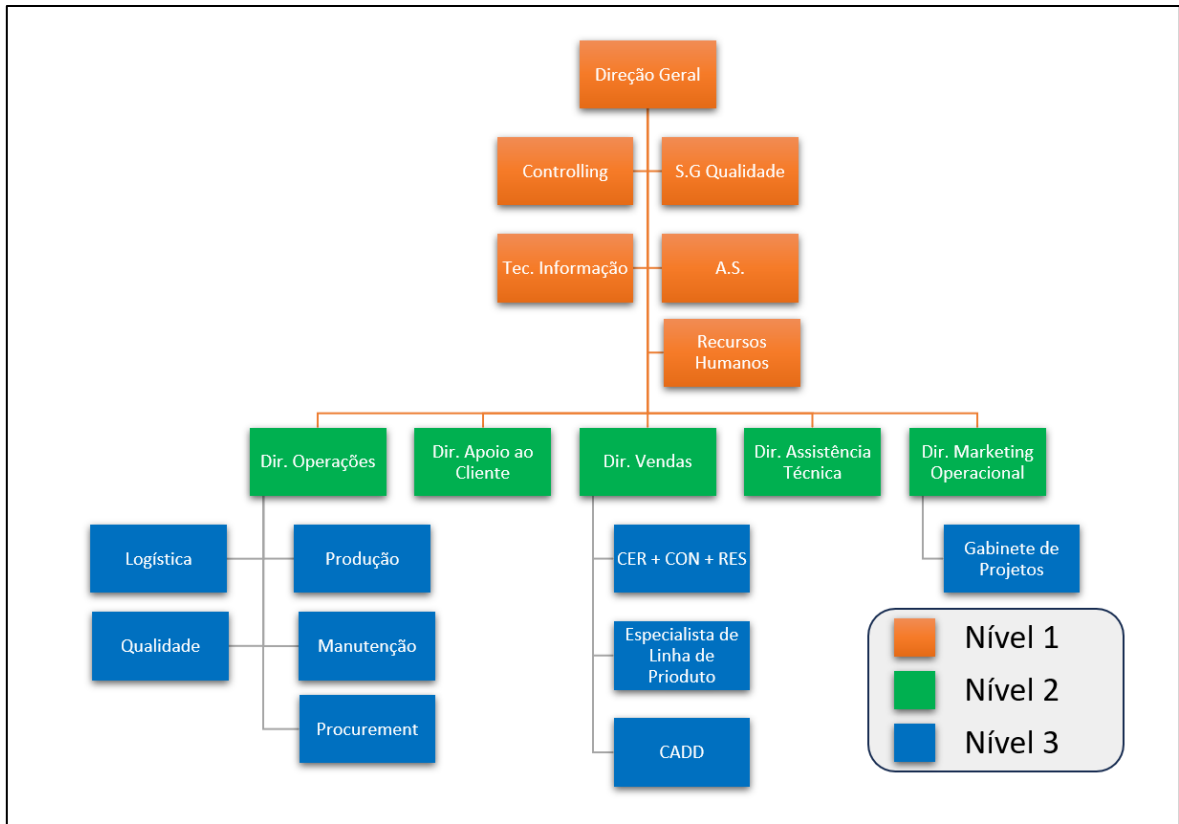 Direção Geral
Controlling
S.G Qualidade
Tec. Informação
A.S.
Recursos
Humanos
Dir. Operações
Dir. Apoio ao
Cliente
Dir. Vendas
Dir. Assistência
Técnica
Dir. Marketing
Operacional
Logística
Produção
CER + CON + RES
Gabinete de
Projetos
Qualidade
Manutenção
Especialista de
Linha de
Prioduto
Procurement
CADD
Nível 1
Nível 2
Nível 3